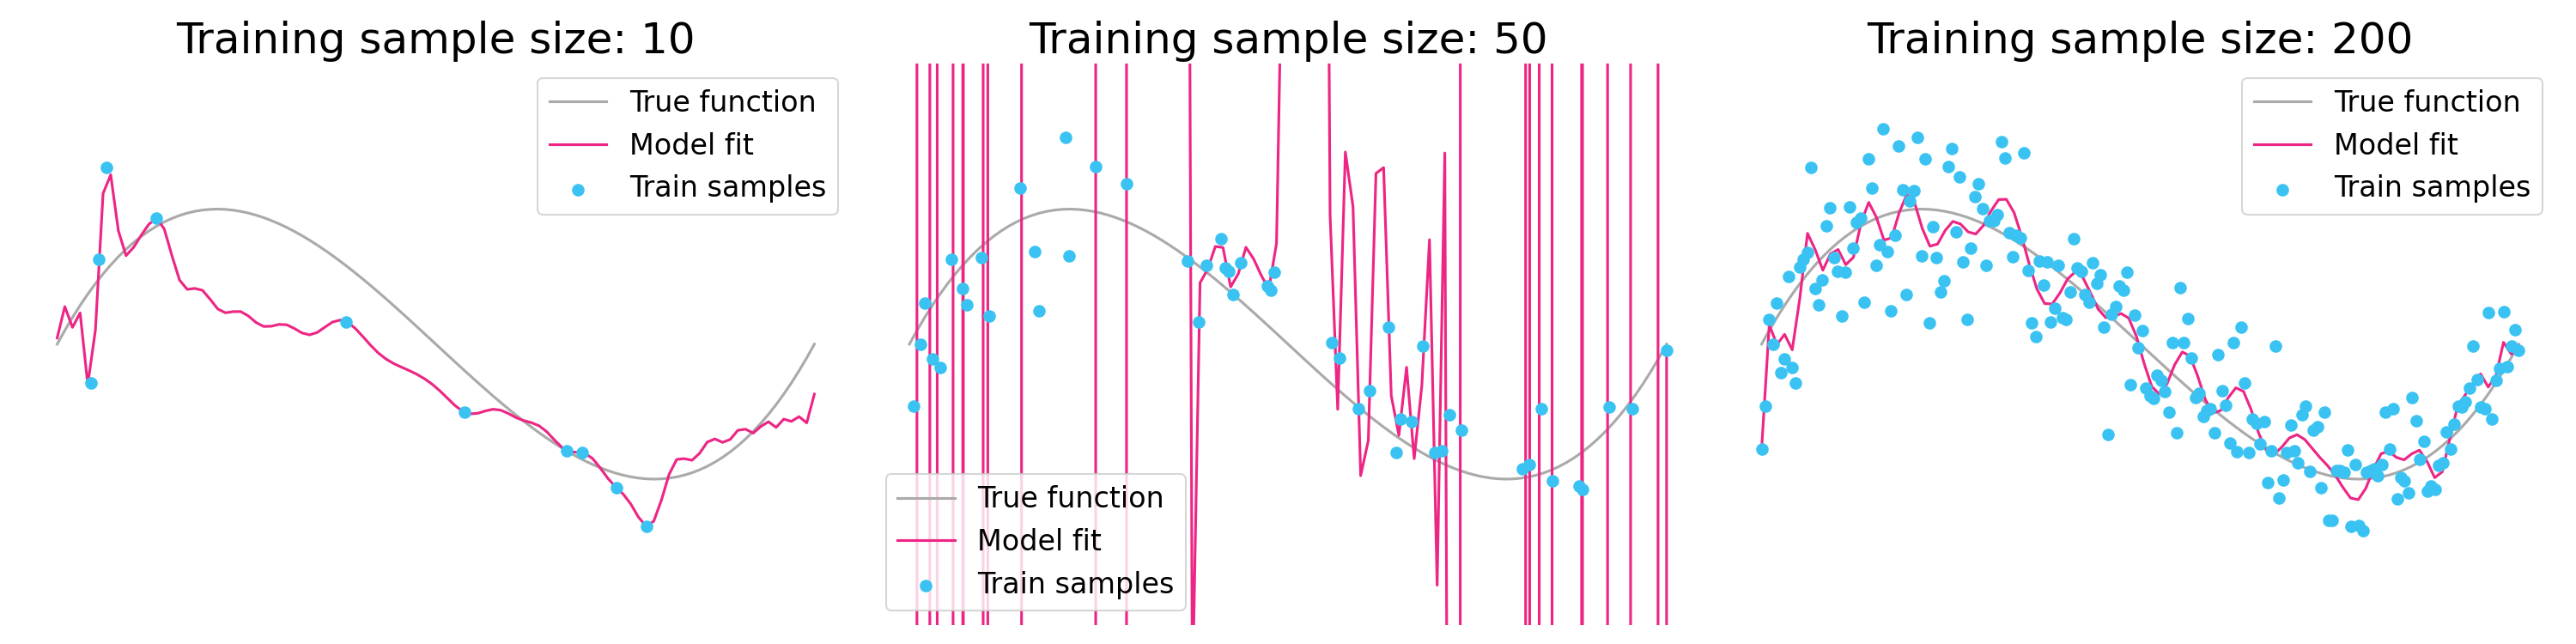 Training sample size: 10
True function
Model fit
Train samples
Training sample size: 50
True function
Model fit
Train samples
Training sample size: 200
True function
Model fit
Train samples